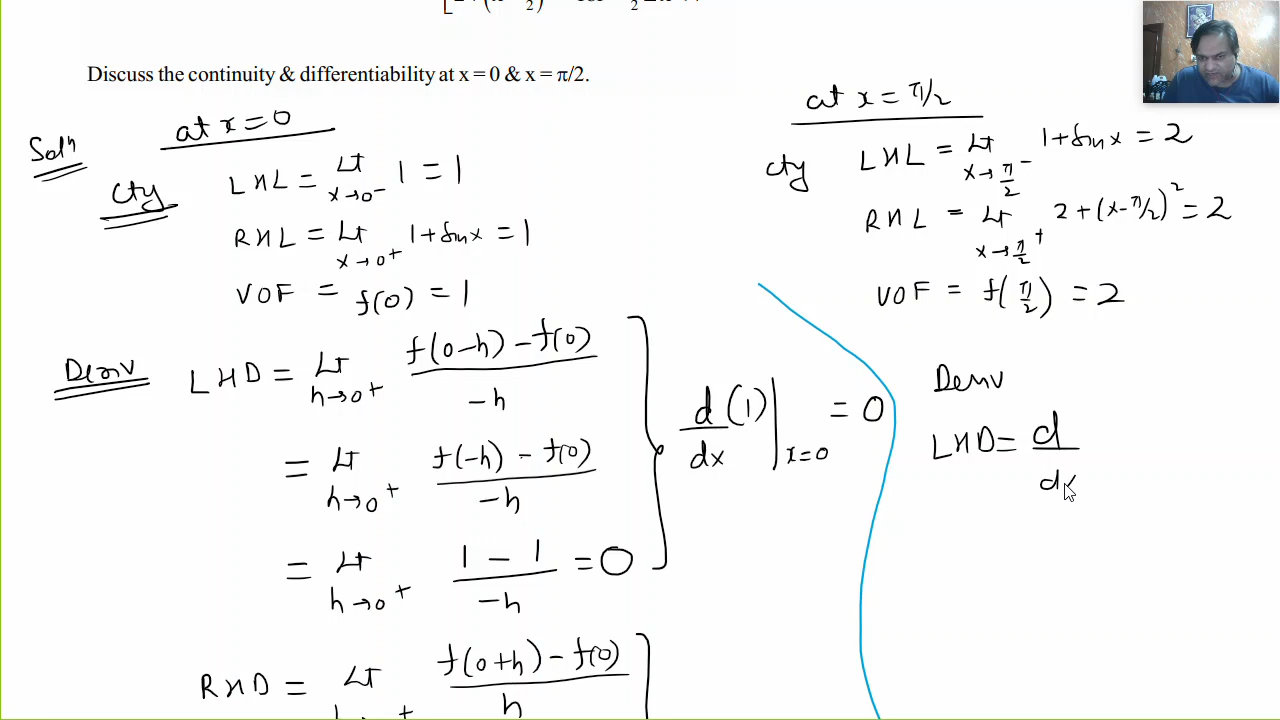 Discuss the continuity & differentiability at x = 0 & x = π/2.
Solⁿ
at x = 0
Cty
LHL = Lt x→0⁻ 1 = 1
RHL = Lt x→0⁺ 1+sin x = 1
VOF = f(0) = 1
Deriv
LHD = Lt h→0⁺ f(0-h) - f(0) / -h
= Lt h→0⁺ f(-h) - f(0) / -h
= Lt h→0⁺ 1 - 1 / -h = 0
d/dx (1) | x=0 = 0
RHD = Lt f(0+h) - f(0) / h
at x = π/2
Cty
LHL = Lt x→π/2⁻ 1+sin x = 2
RHL = Lt x→π/2⁺ 2+(x-π/2)² = 2
VOF = f(π/2) = 2
Deriv
LHD = d/dx